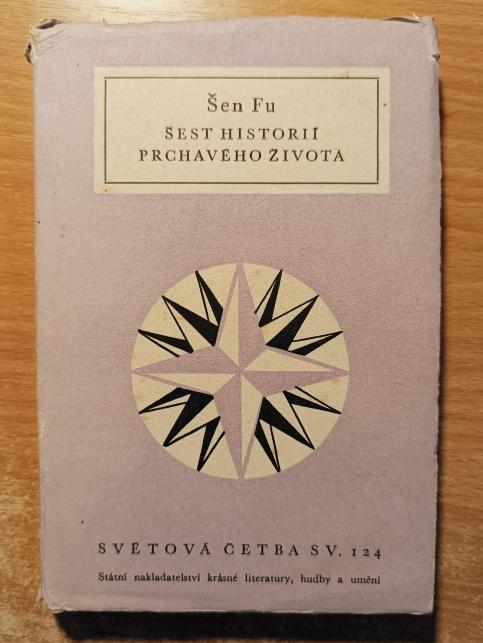 Šen Fu
ŠEST HISTORIÍ
PRCHAVÉHO ŽIVOTA
SVĚTOVÁ ČETBA SV. 124
Státní nakladatelství krásné literatury, hudby a umění